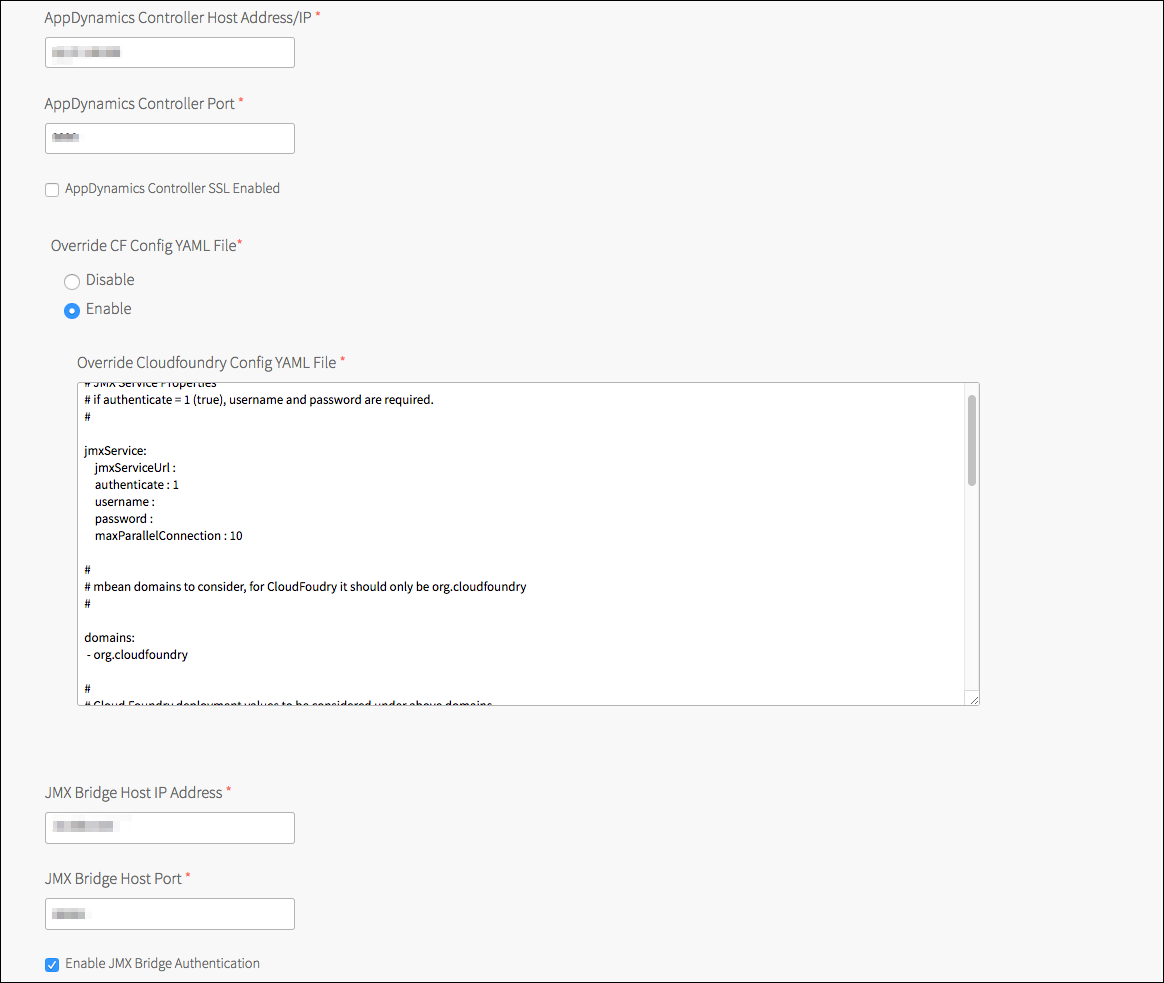 AppDynamics Controller Host Address/IP *
AppDynamics Controller Port *
AppDynamics Controller SSL Enabled
Override CF Config YAML File*
Disable
Enable
Override Cloudfoundry Config YAML File *
# JMX Service Properties
# if authenticate = 1 (true), username and password are required.
#
jmxService:
jmxServiceUrl :
authenticate : 1
username :
password :
maxParallelConnection : 10
#
# mbean domains to consider, for CloudFoudry it should only be org.cloudfoundry
#
domains:
- org.cloudfoundry
#
# Cloud Foundry deployment values to be considered under above domains
JMX Bridge Host IP Address *
JMX Bridge Host Port *
Enable JMX Bridge Authentication